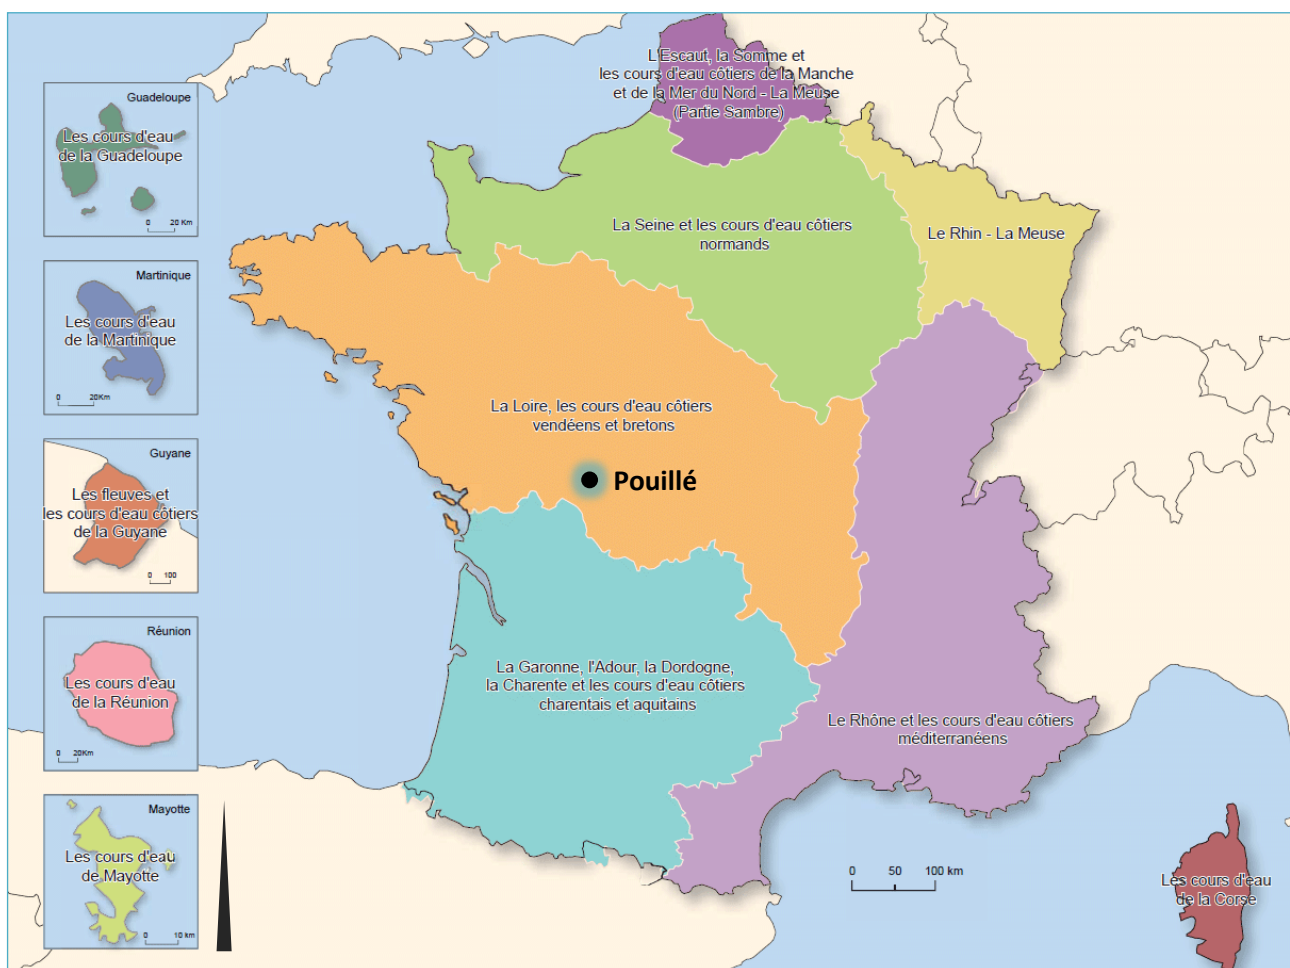 L'Escaut, la Somme et
les cours d'eau côtiers de la Manche
et de la Mer du Nord - La Meuse
(Partie Sambre)
Guadeloupe
Les cours d'eau
de la Guadeloupe
0 20 Km
La Seine et les cours d'eau côtiers
normands
Le Rhin - La Meuse
Martinique
Les cours d'eau
de la Martinique
0 20Km
La Loire, les cours d'eau côtiers
vendéens et bretons
Pouillé
Guyane
Les fleuves et
les cours d'eau côtiers
de la Guyane
0 100
Réunion
Les cours d'eau
de la Réunion
0 20Km
La Garonne, l'Adour, la Dordogne,
la Charente et les cours d'eau côtiers
charentais et aquitains
Le Rhône et les cours d'eau côtiers
méditerranéens
Mayotte
Les cours d'eau
de Mayotte
0 10 km
0 50 100 km
Les cours d'eau
de la Corse